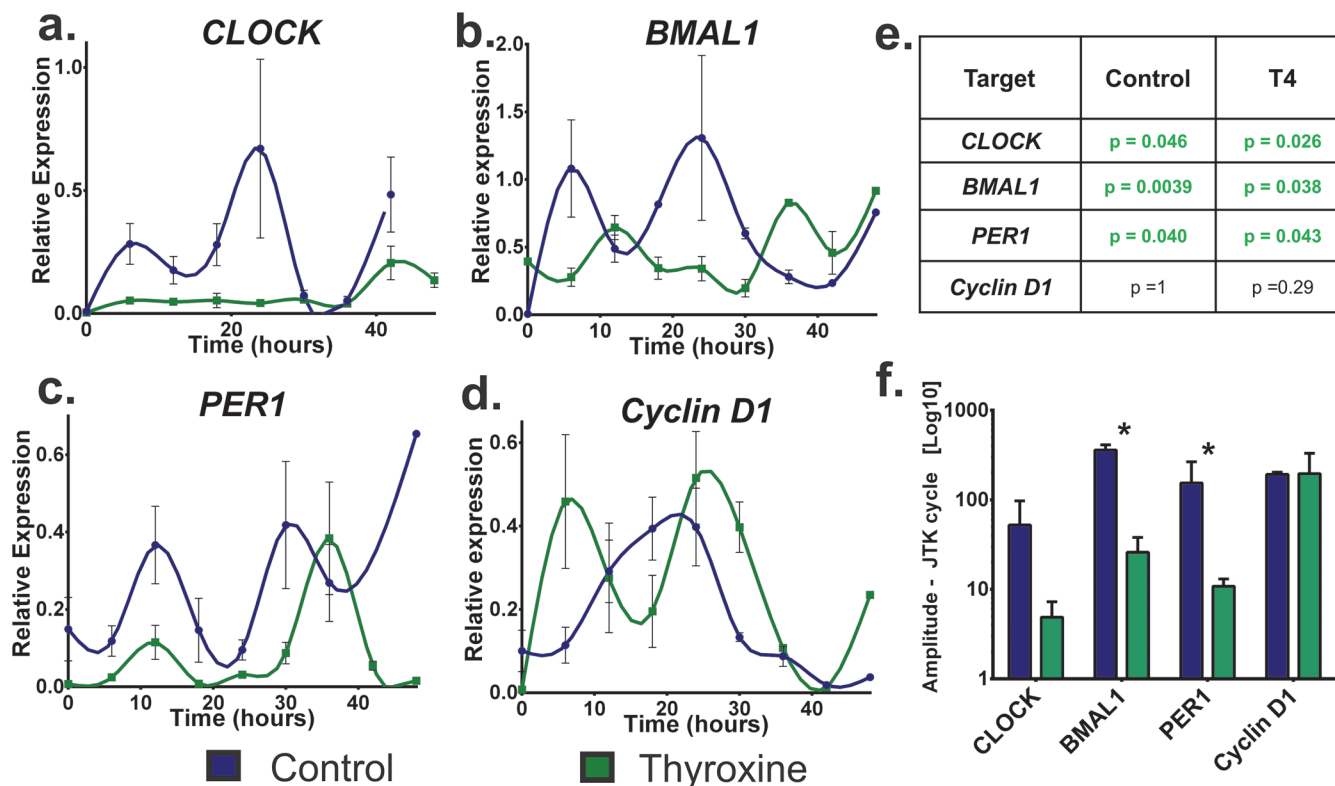 a.
CLOCK
Relative Expression
1.0
0.5
0.0
0
20
40
Time (hours)
b.
BMAL1
Relative expression
2.0
1.5
1.0
0.5
0.0
0
10
20
30
40
Time (hours)
e.
Target Control T4
CLOCK p = 0.046 p = 0.026
BMAL1 p = 0.0039 p = 0.038
PER1 p = 0.040 p = 0.043
Cyclin D1 p =1 p =0.29
c.
PER1
Relative Expression
0.6
0.4
0.2
0.0
0
10
20
30
40
Time (hours)
d.
Cyclin D1
Relative expression
0.6
0.4
0.2
0.0
0
10
20
30
40
Time (hours)
f.
Amplitude - JTK cycle [Log10]
1000
100
10
1
*
*
CLOCK
BMAL1
PER1
Cyclin D1
Control
Thyroxine